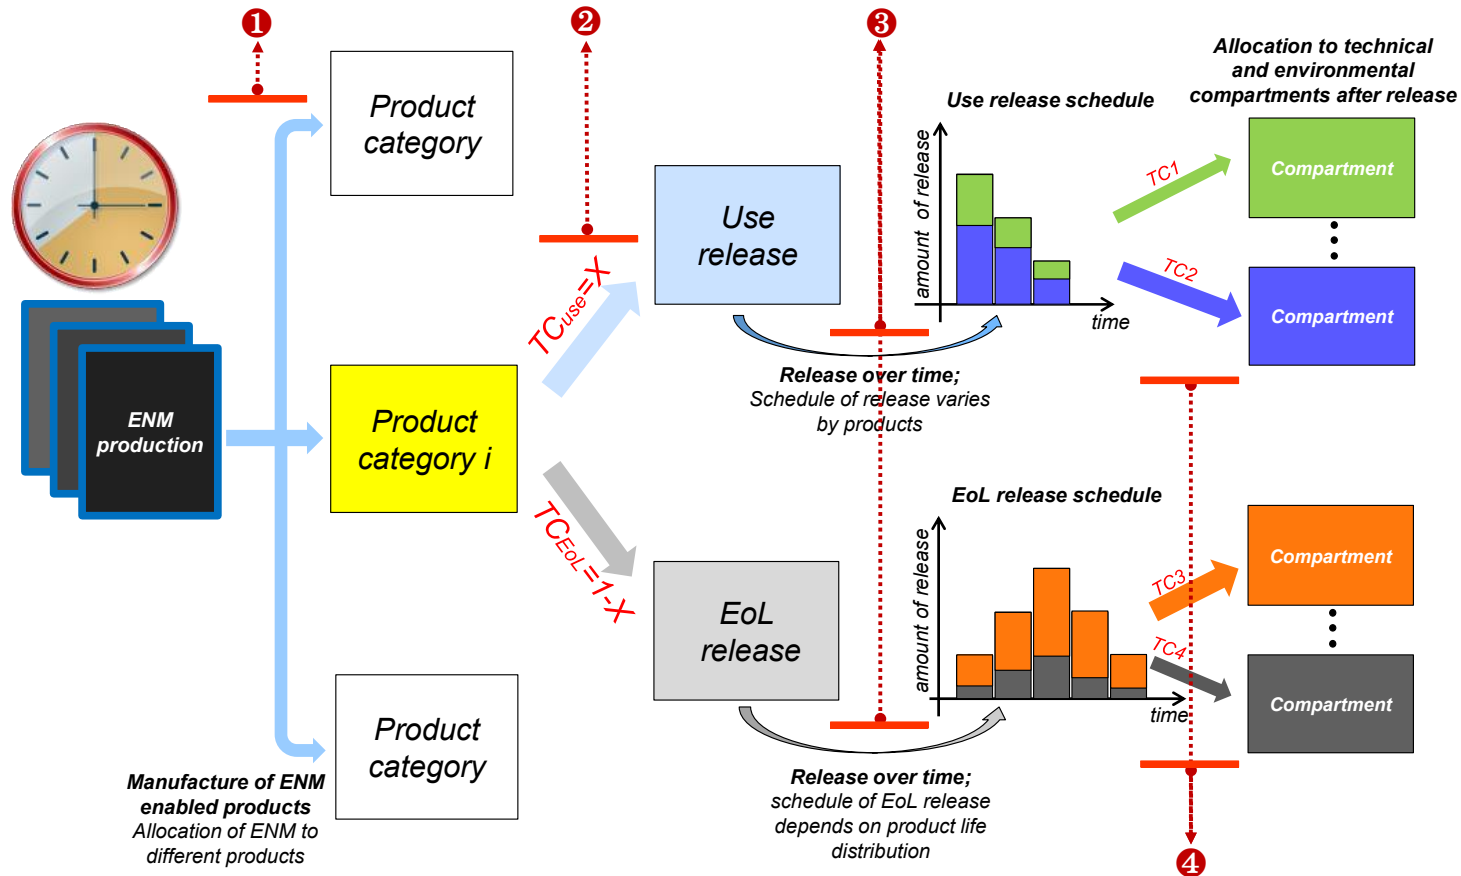 ❶
❷
❸
Product
category
Allocation to technical
and environmental
compartments after release
Use release schedule
amount of release
time
TC1
TC2
Compartment
Compartment
Use
release
TCuse=X
Release over time;
Schedule of release varies
by products
ENM
production
Product
category i
TCEoL=1-X
EoL
release
EoL release schedule
amount of release
time
TC3
TC4
Compartment
Compartment
Product
category
Manufacture of ENM
enabled products
Allocation of ENM to
different products
Release over time;
schedule of EoL release
depends on product life
distribution
❹